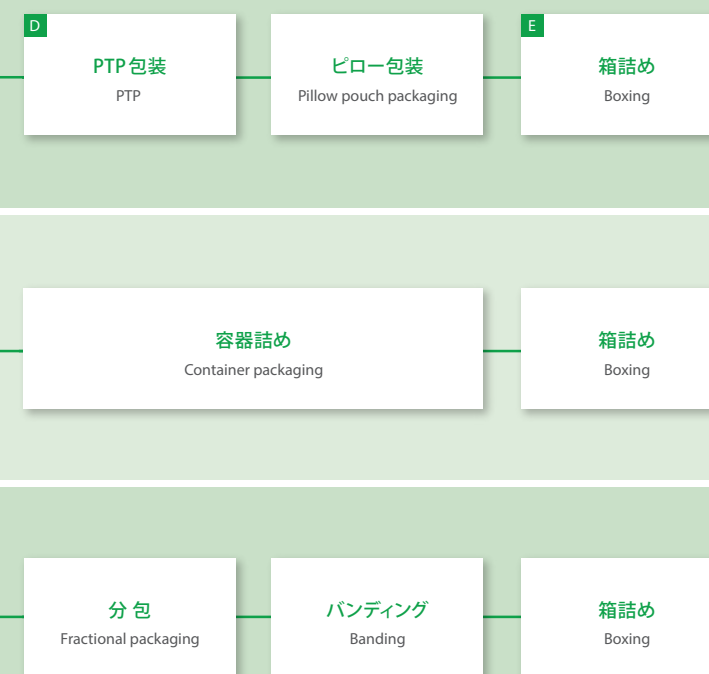 D
PTP包装
PTP
ピロー包装
Pillow pouch packaging
E
箱詰め
Boxing
容器詰め
Container packaging
箱詰め
Boxing
分 包
Fractional packaging
バンディング
Banding
箱詰め
Boxing